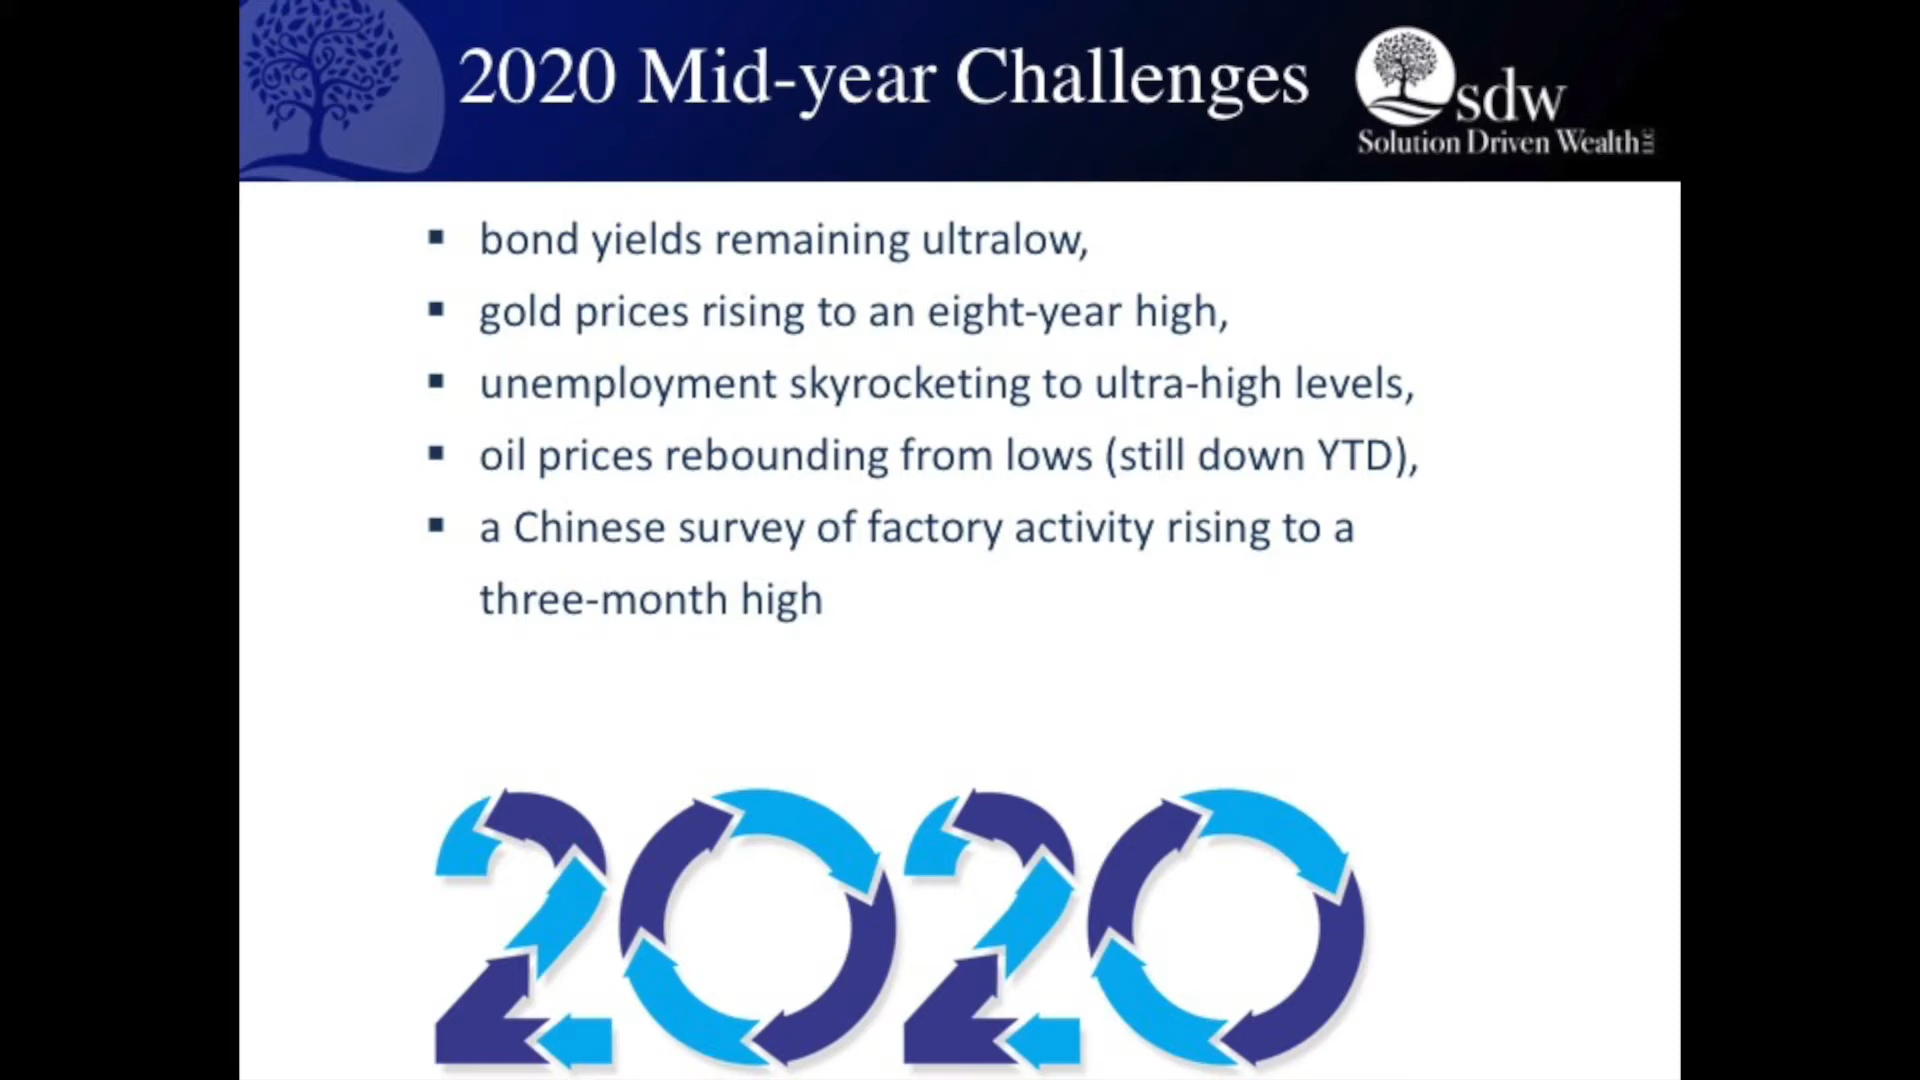 2020 Mid-year Challenges
sdw
Solution Driven Wealth LLC
▪ bond yields remaining ultralow,
▪ gold prices rising to an eight-year high,
▪ unemployment skyrocketing to ultra-high levels,
▪ oil prices rebounding from lows (still down YTD),
▪ a Chinese survey of factory activity rising to a
three-month high
2020